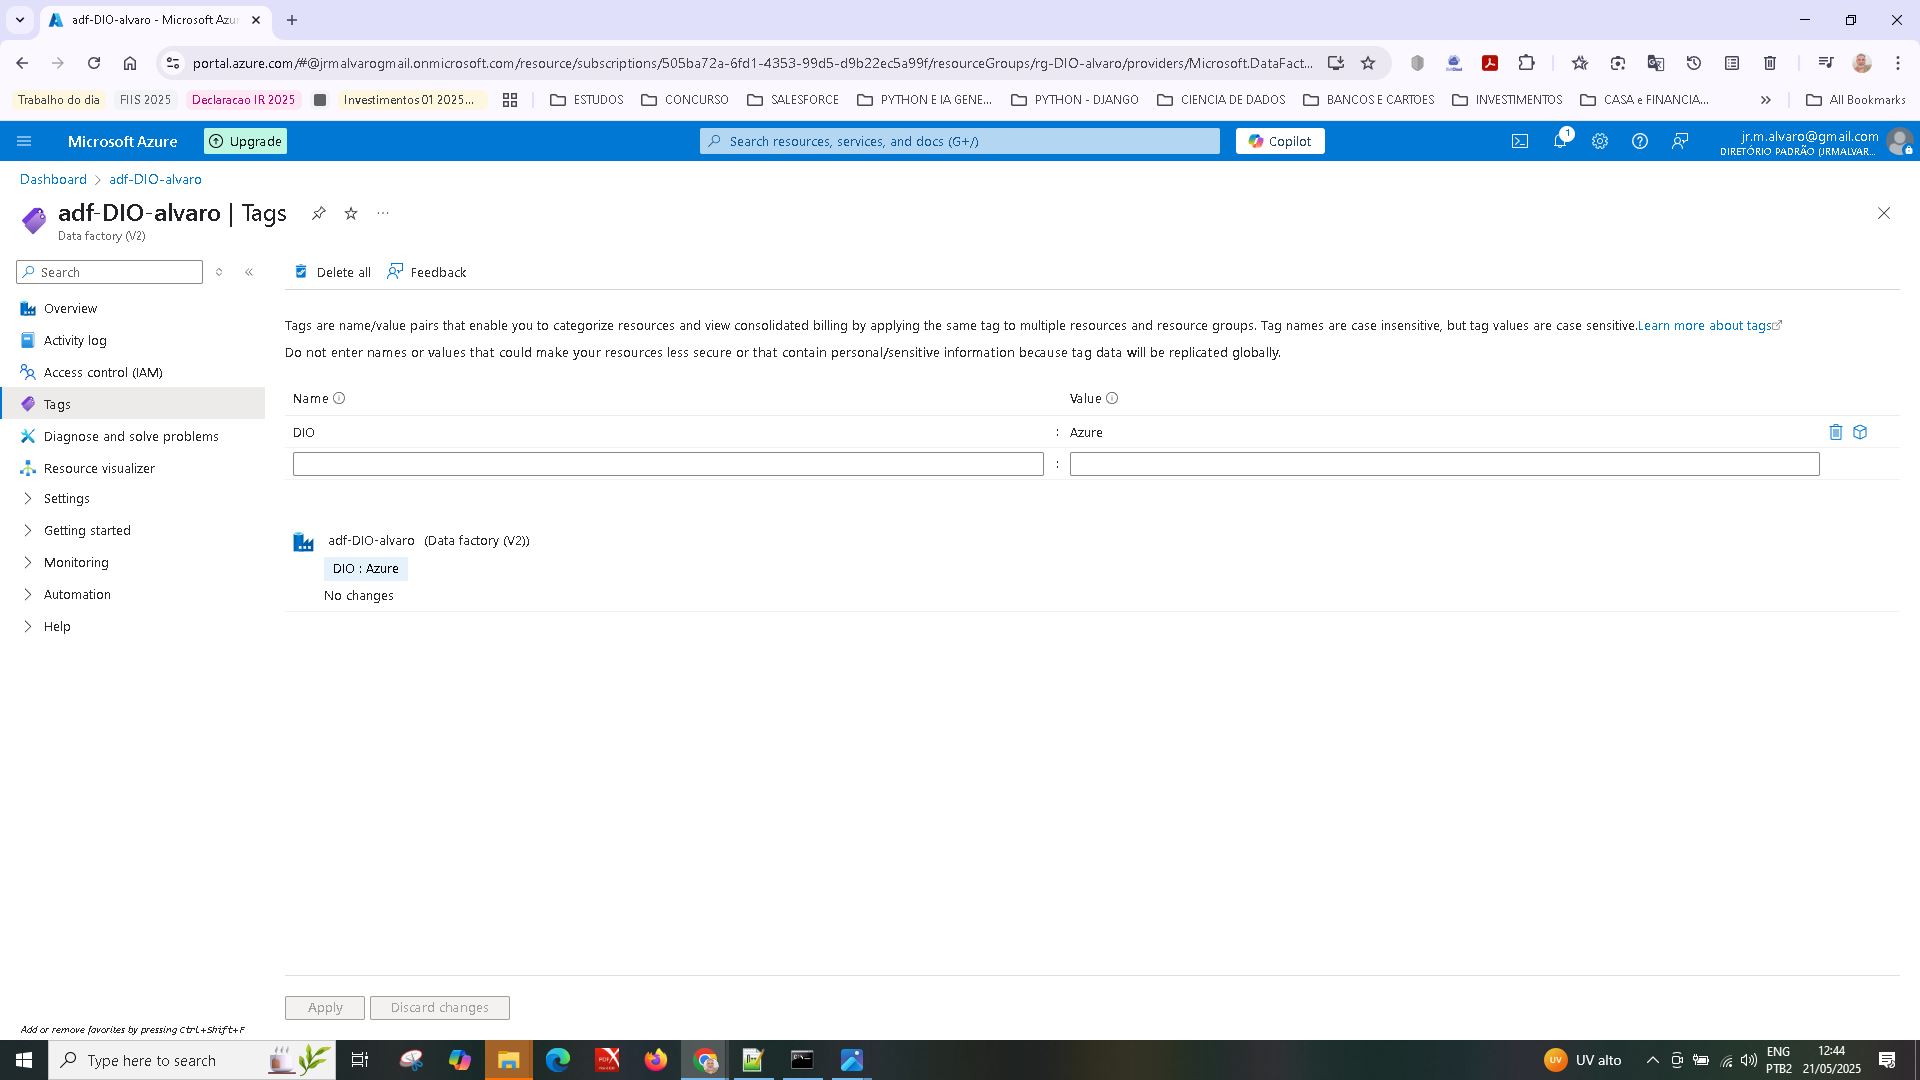 adf-DIO-alvaro - Microsoft Azu
portal.azure.com/#@jrmalvarogmail.onmicrosoft.com/resource/subscriptions/505ba72a-6fd1-4353-99d5-d9b22ec5a99f/resourceGroups/rg-DIO-alvaro/providers/Microsoft.DataFact...
Trabalho do dia
FIIS 2025
Declaracao IR 2025
Investimentos 01 2025...
ESTUDOS
CONCURSO
SALESFORCE
PYTHON E IA GENE...
PYTHON - DJANGO
CIENCIA DE DADOS
BANCOS E CARTOES
INVESTIMENTOS
CASA e FINANCIA...
All Bookmarks
Microsoft Azure
Upgrade
Search resources, services, and docs (G+/)
Copilot
1
jr.m.alvaro@gmail.com
DIRETÓRIO PADRÃO (JRMALVAR...
Dashboard > adf-DIO-alvaro
adf-DIO-alvaro | Tags
Data factory (V2)
Search
Delete all
Feedback
Overview
Activity log
Access control (IAM)
Tags
Diagnose and solve problems
Resource visualizer
Settings
Getting started
Monitoring
Automation
Help
Tags are name/value pairs that enable you to categorize resources and view consolidated billing by applying the same tag to multiple resources and resource groups. Tag names are case insensitive, but tag values are case sensitive.Learn more about tags
Do not enter names or values that could make your resources less secure or that contain personal/sensitive information because tag data will be replicated globally.
Name
Value
DIO : Azure
:
adf-DIO-alvaro (Data factory (V2))
DIO : Azure
No changes
Apply
Discard changes
Add or remove favorites by pressing Ctrl+Shift+F
Type here to search
UV
UV alto
ENG
PTB2
12:44
21/05/2025